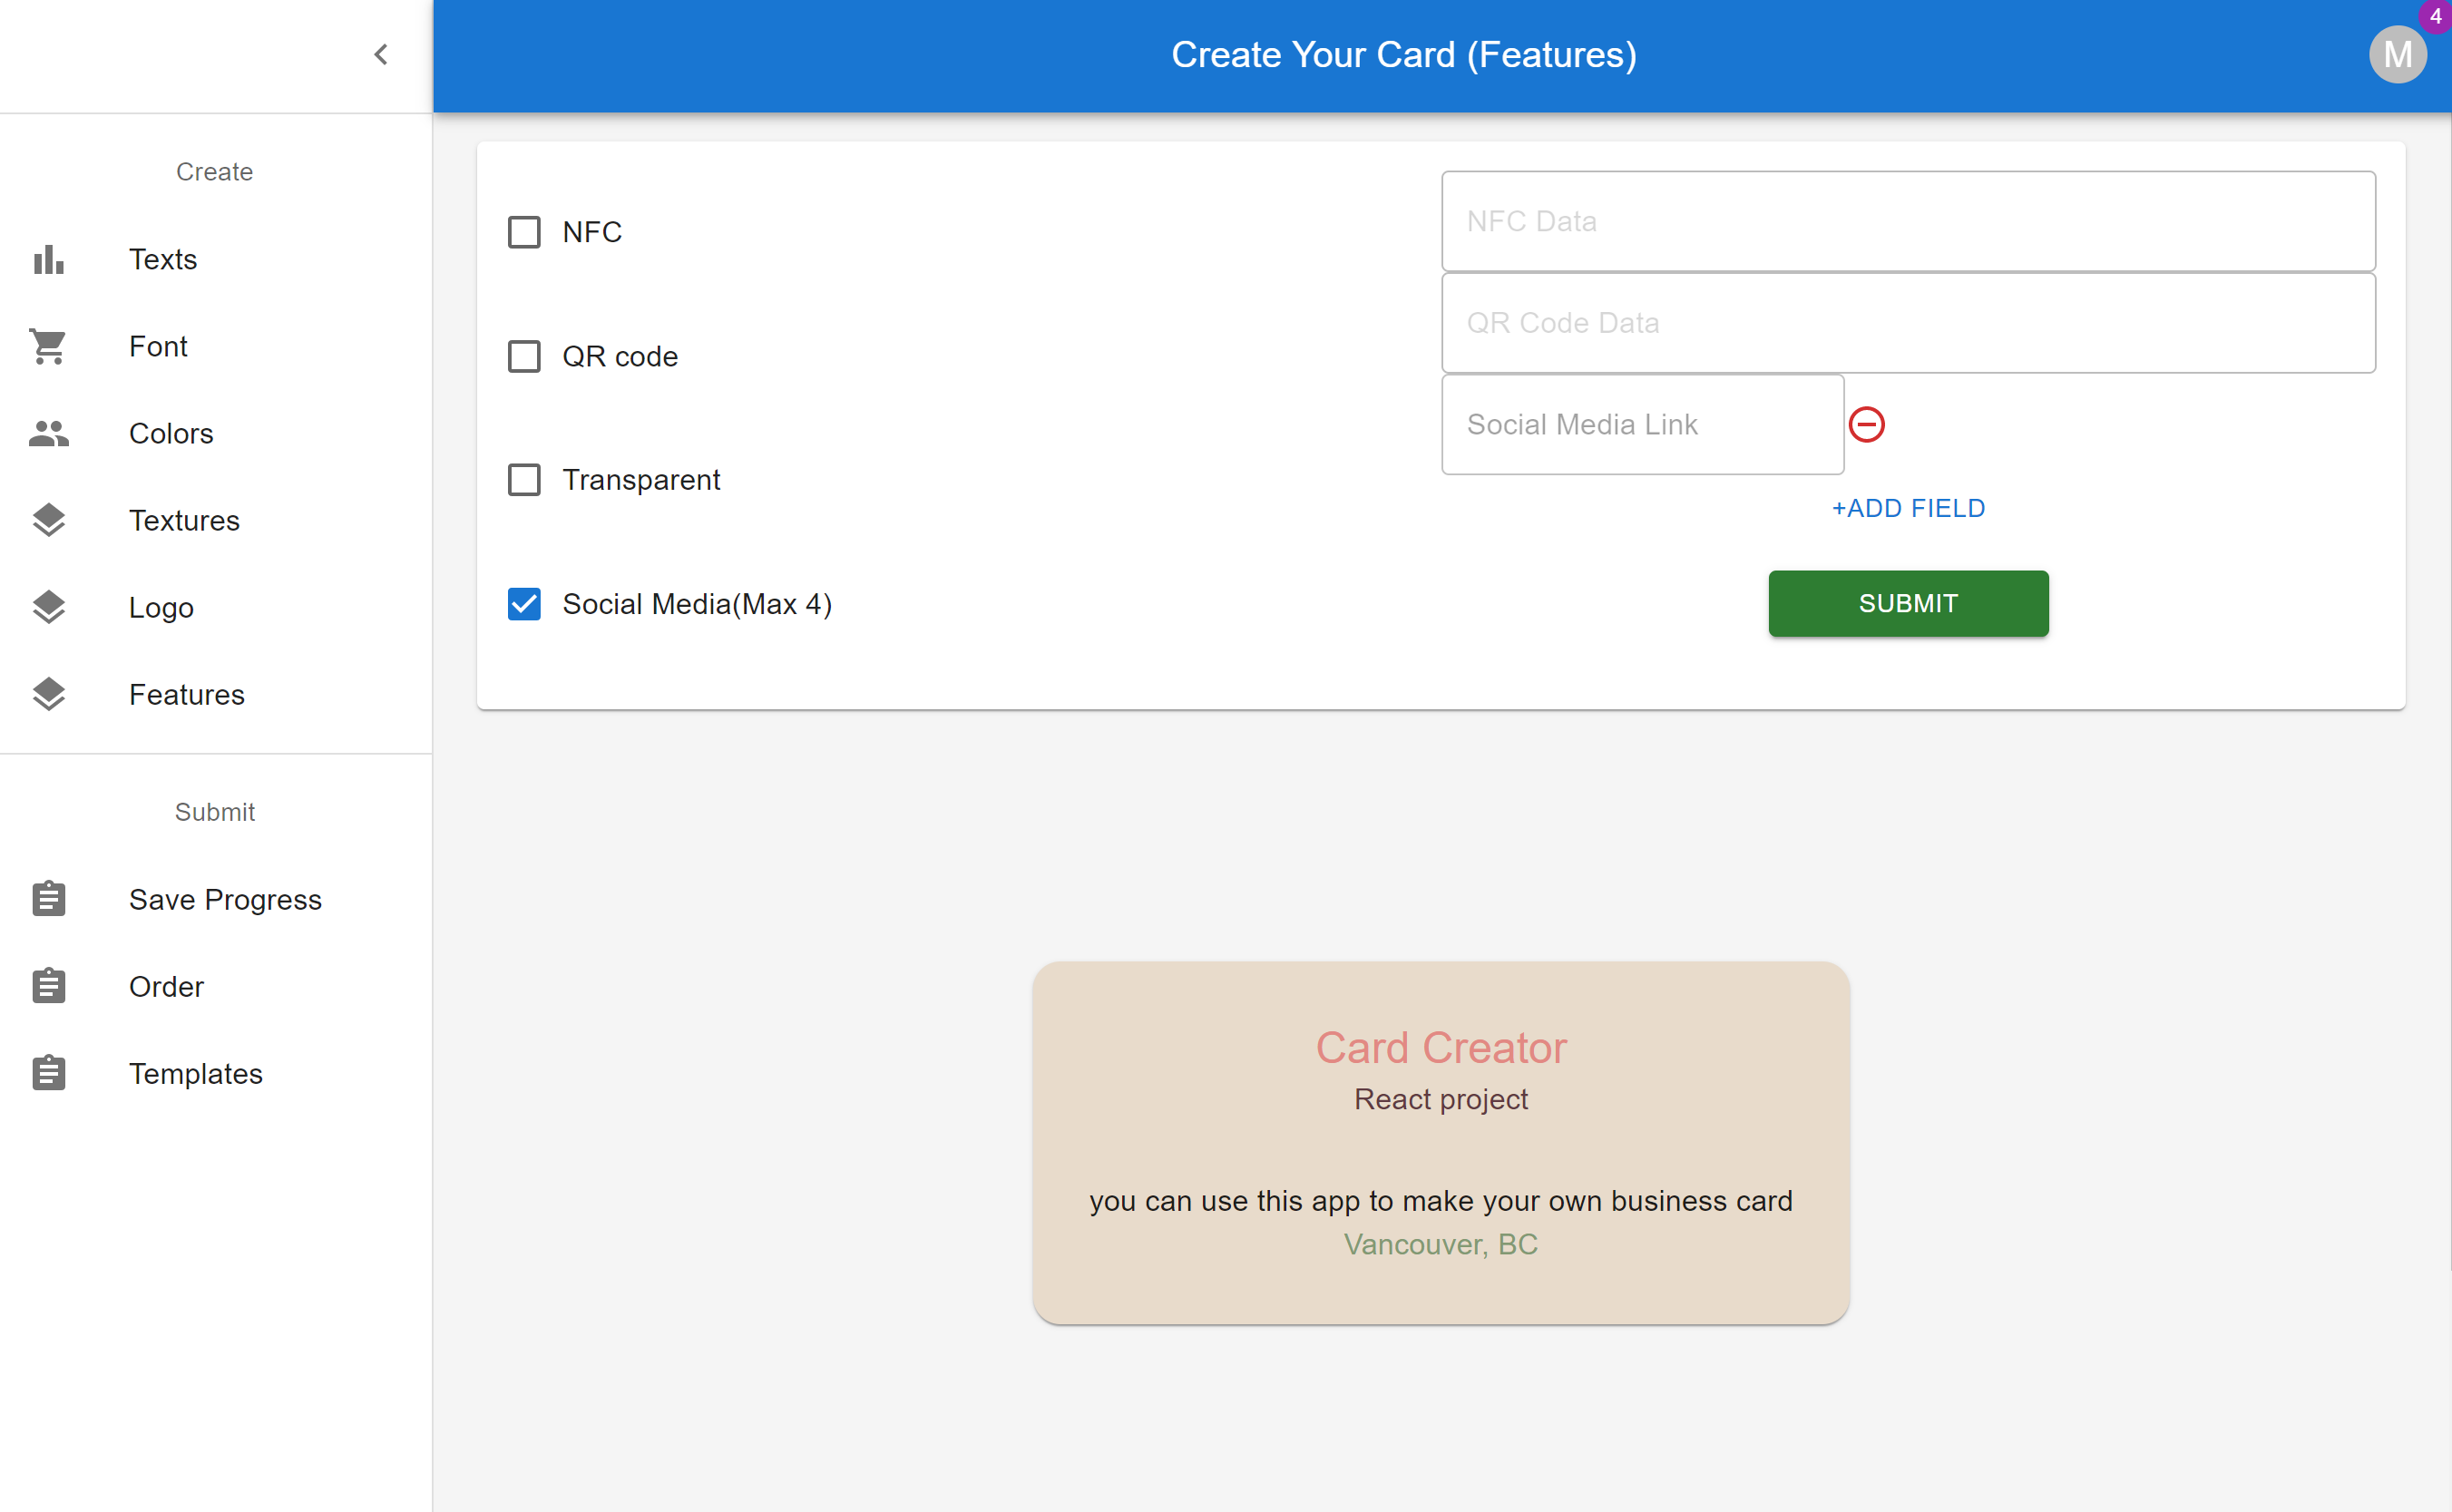 Create Your Card (Features)
M
4
Create
Texts
Font
Colors
Textures
Logo
Features
Submit
Save Progress
Order
Templates
NFC
QR code
Transparent
Social Media(Max 4)
NFC Data
QR Code Data
Social Media Link
+ADD FIELD
SUBMIT
Card Creator
React project
you can use this app to make your own business card
Vancouver, BC